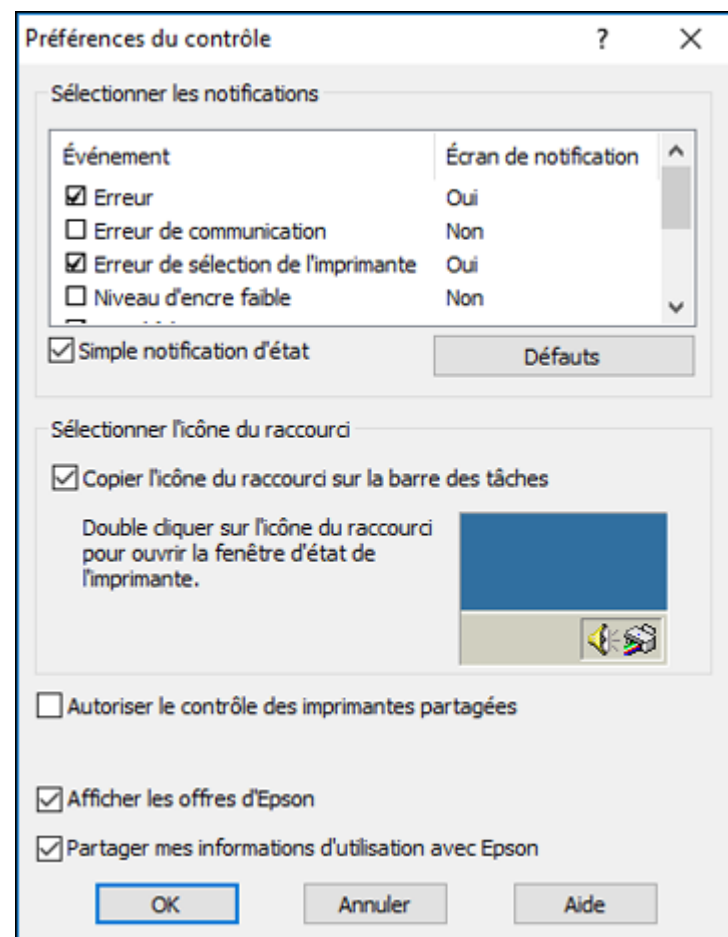 Préférences du contrôle ? ×
Sélectionner les notifications
Événement Écran de notification
Erreur Oui
Erreur de communication Non
Erreur de sélection de l'imprimante Oui
Niveau d'encre faible Non
Simple notification d'état Défauts
Sélectionner l'icône du raccourci
Copier l'icône du raccourci sur la barre des tâches
Double cliquer sur l'icône du raccourci
pour ouvrir la fenêtre d'état de
l'imprimante.
Autoriser le contrôle des imprimantes partagées
Afficher les offres d'Epson
Partager mes informations d'utilisation avec Epson
OK Annuler Aide